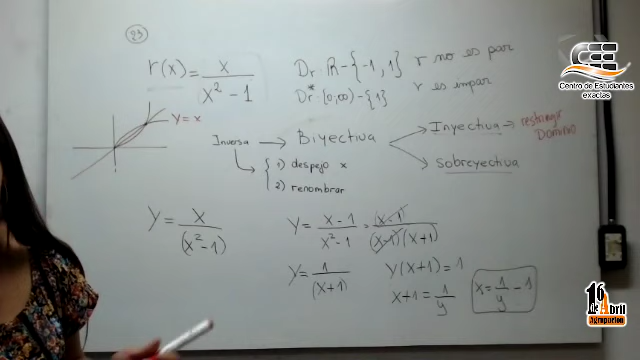 23
r(x) = x / (x² - 1)
Dr R - {-1, 1} r no es par
Dr* [0,∞) - {1} r es impar
y = x
Inversa → Biyectiva
Inyectiva → restringir Dominio
Sobreyectiva
1) despejo x
2) renombrar
y = x / (x² - 1)
y = (x - 1) / (x² - 1) = (x - 1) / ((x - 1)(x + 1))
y = 1 / (x + 1)
y(x + 1) = 1
x + 1 = 1 / y
x = 1 / y - 1
Centro de Estudiantes
exactas
16
de Abril
Agrupacion